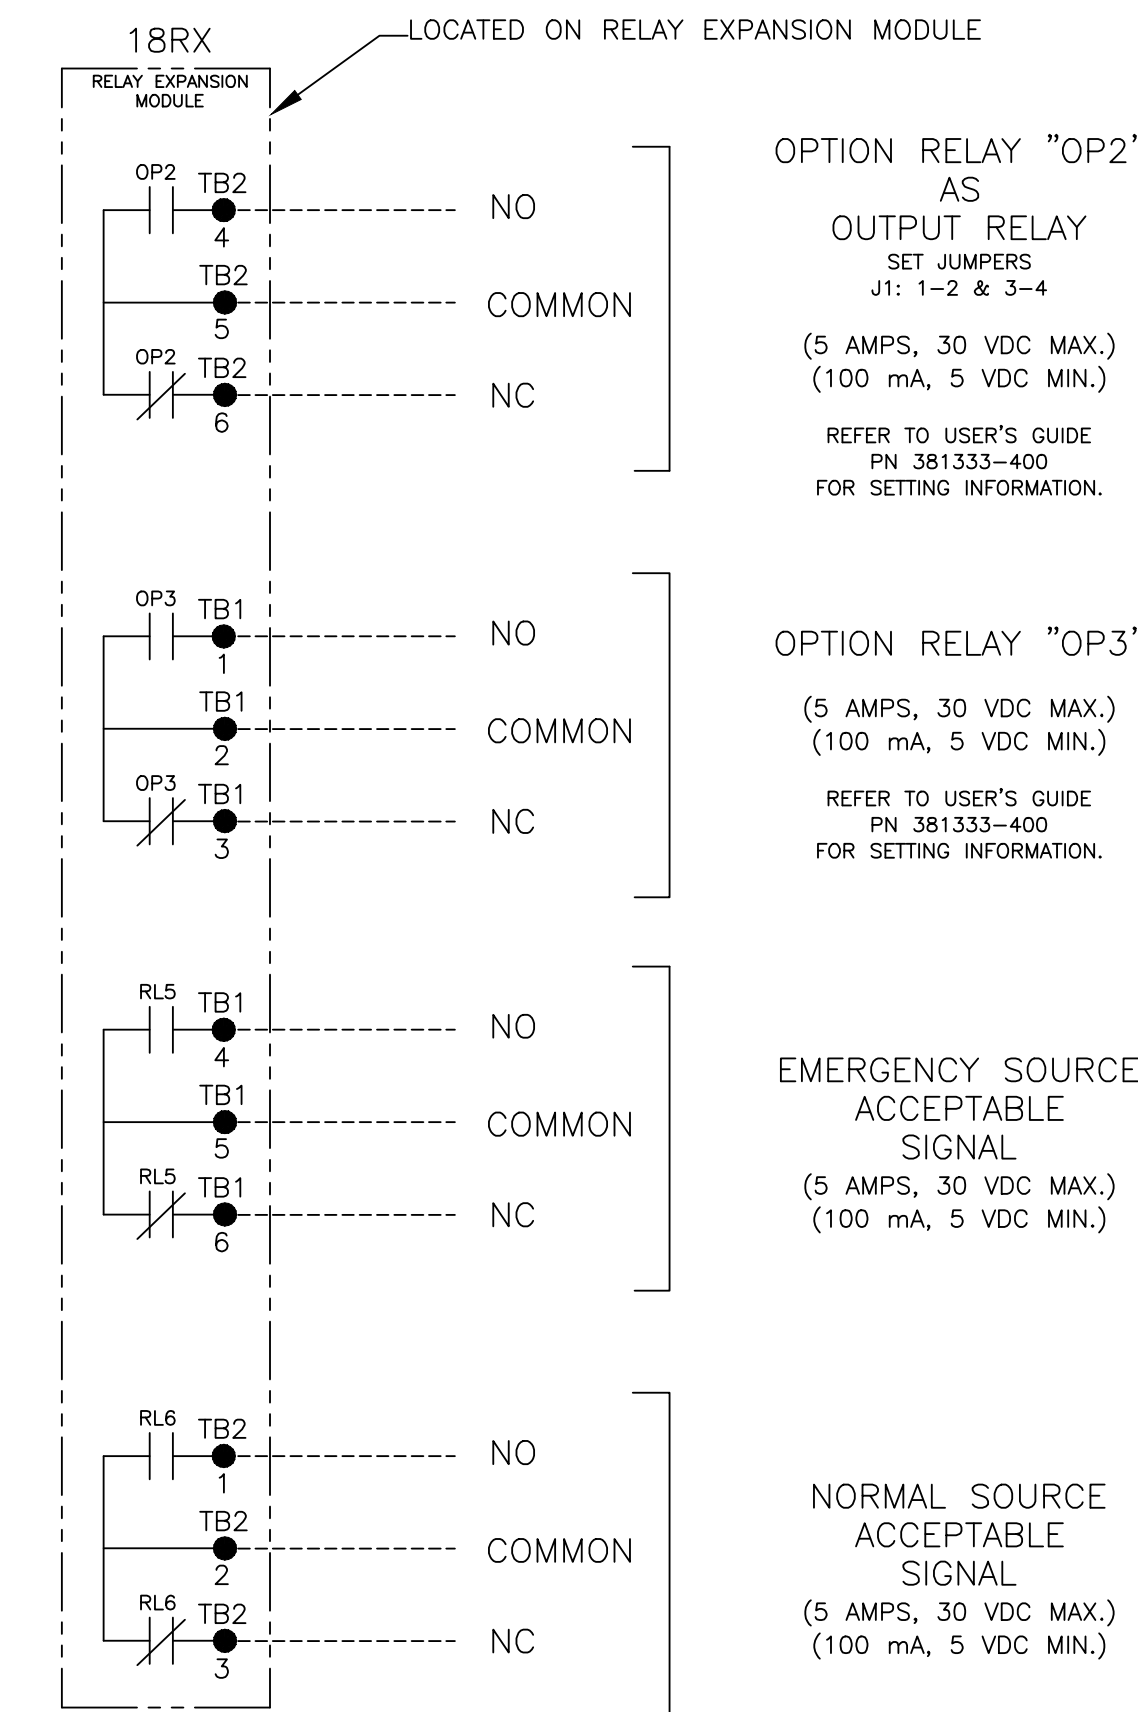 18RX
LOCATED ON RELAY EXPANSION MODULE
RELAY EXPANSION
MODULE
OP2 TB2
4
NO
TB2
5
COMMON
OP2 TB2
6
NC
OPTION RELAY "OP2"
AS
OUTPUT RELAY
SET JUMPERS
J1: 1-2 & 3-4
(5 AMPS, 30 VDC MAX.)
(100 mA, 5 VDC MIN.)
REFER TO USER'S GUIDE
PN 381333-400
FOR SETTING INFORMATION.
OP3 TB1
1
NO
TB1
2
COMMON
OP3 TB1
3
NC
OPTION RELAY "OP3"
(5 AMPS, 30 VDC MAX.)
(100 mA, 5 VDC MIN.)
REFER TO USER'S GUIDE
PN 381333-400
FOR SETTING INFORMATION.
RL5 TB1
4
NO
TB1
5
COMMON
RL5 TB1
6
NC
EMERGENCY SOURCE
ACCEPTABLE
SIGNAL
(5 AMPS, 30 VDC MAX.)
(100 mA, 5 VDC MIN.)
RL6 TB2
1
NO
TB2
2
COMMON
RL6 TB2
3
NC
NORMAL SOURCE
ACCEPTABLE
SIGNAL
(5 AMPS, 30 VDC MAX.)
(100 mA, 5 VDC MIN.)